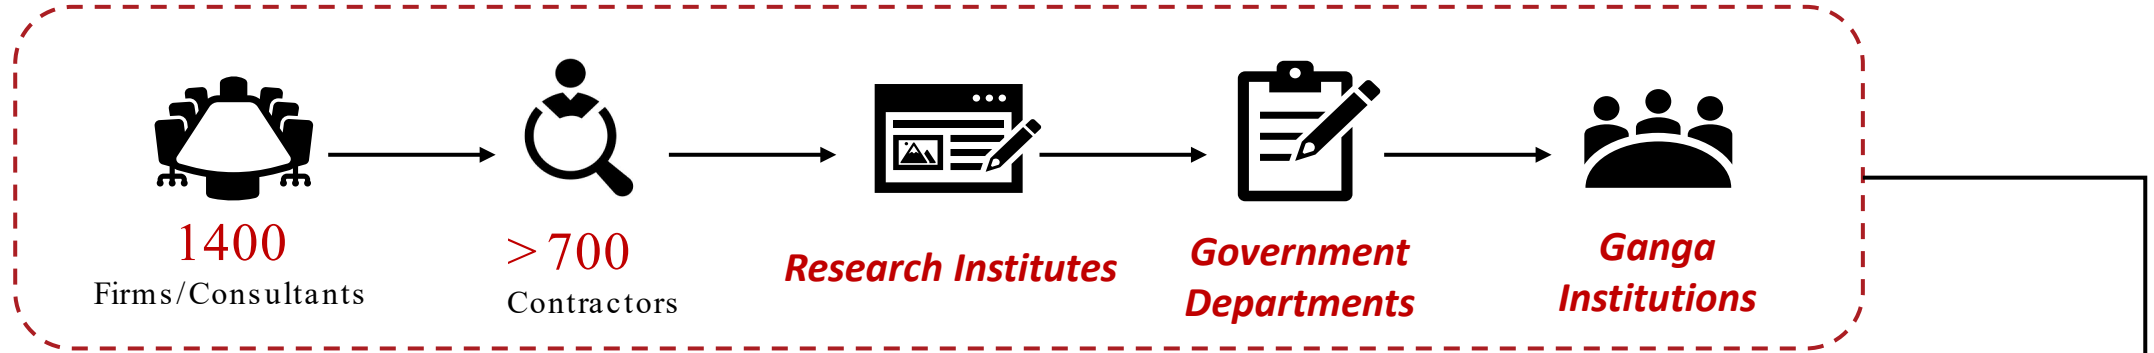 1400
Firms/Consultants
>700
Contractors
Research Institutes
Government
Departments
Ganga
Institutions